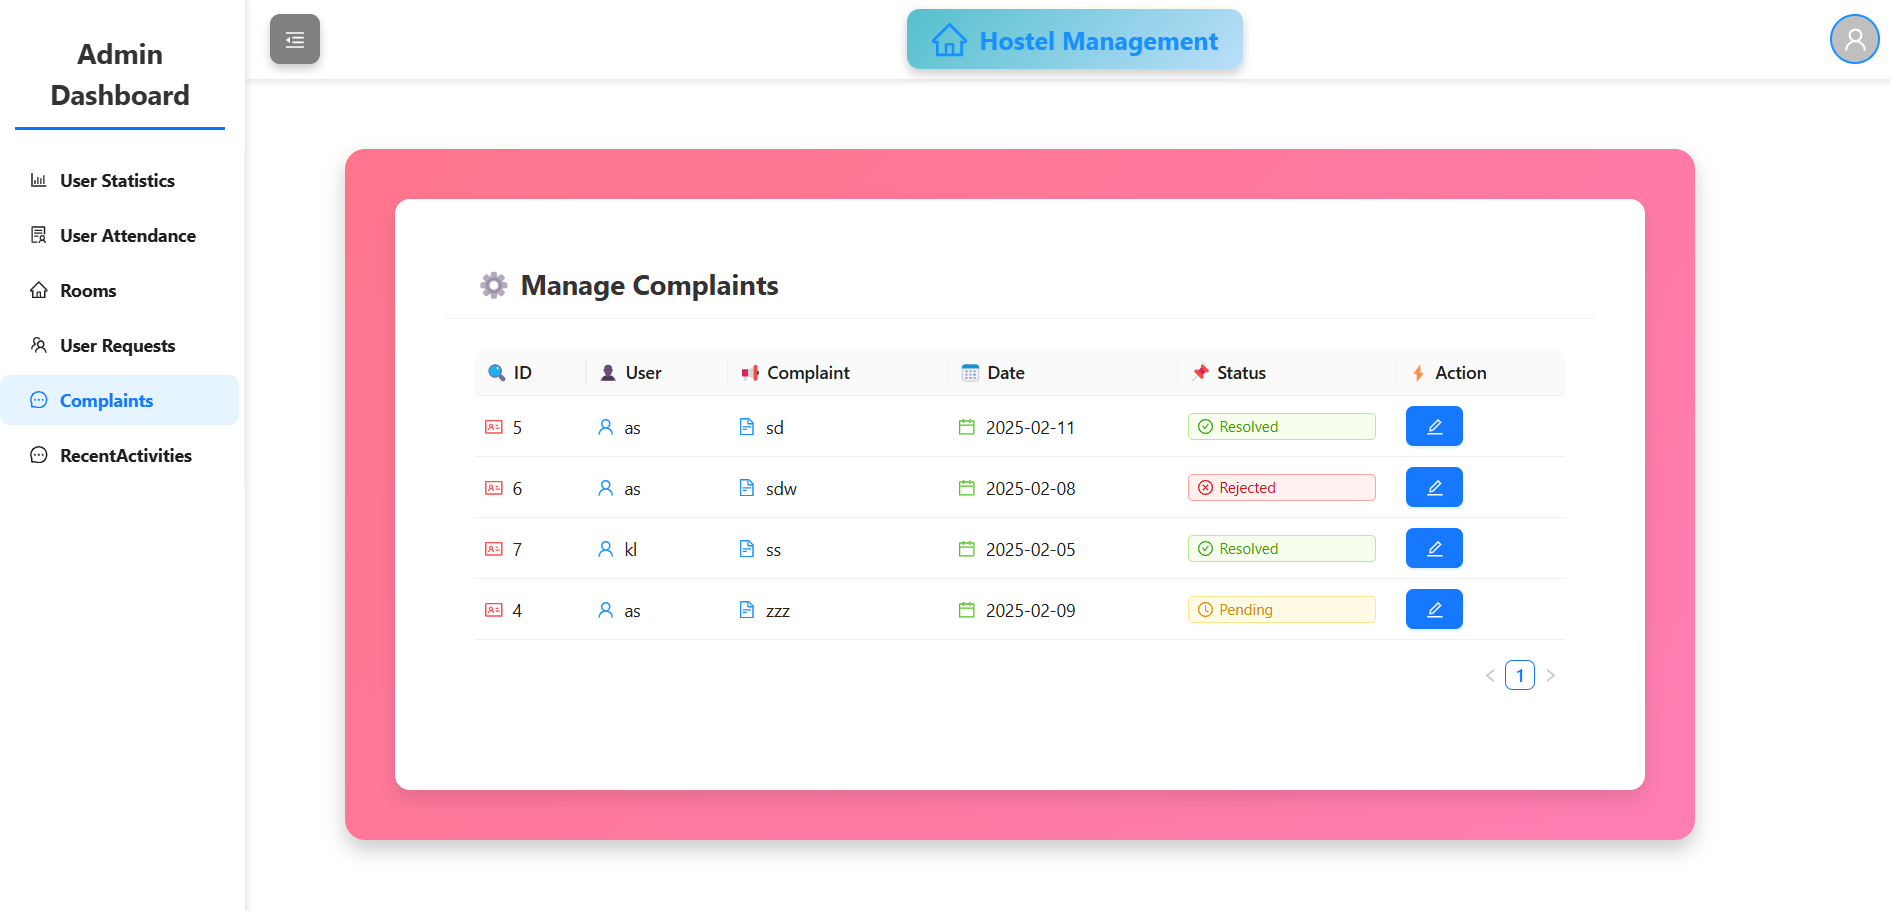 Admin
Dashboard
User Statistics
User Attendance
Rooms
User Requests
Complaints
RecentActivities
Hostel Management
Manage Complaints
ID User Complaint Date Status Action
5 as sd 2025-02-11 Resolved
6 as sdw 2025-02-08 Rejected
7 kl ss 2025-02-05 Resolved
4 as zzz 2025-02-09 Pending
< 1 >